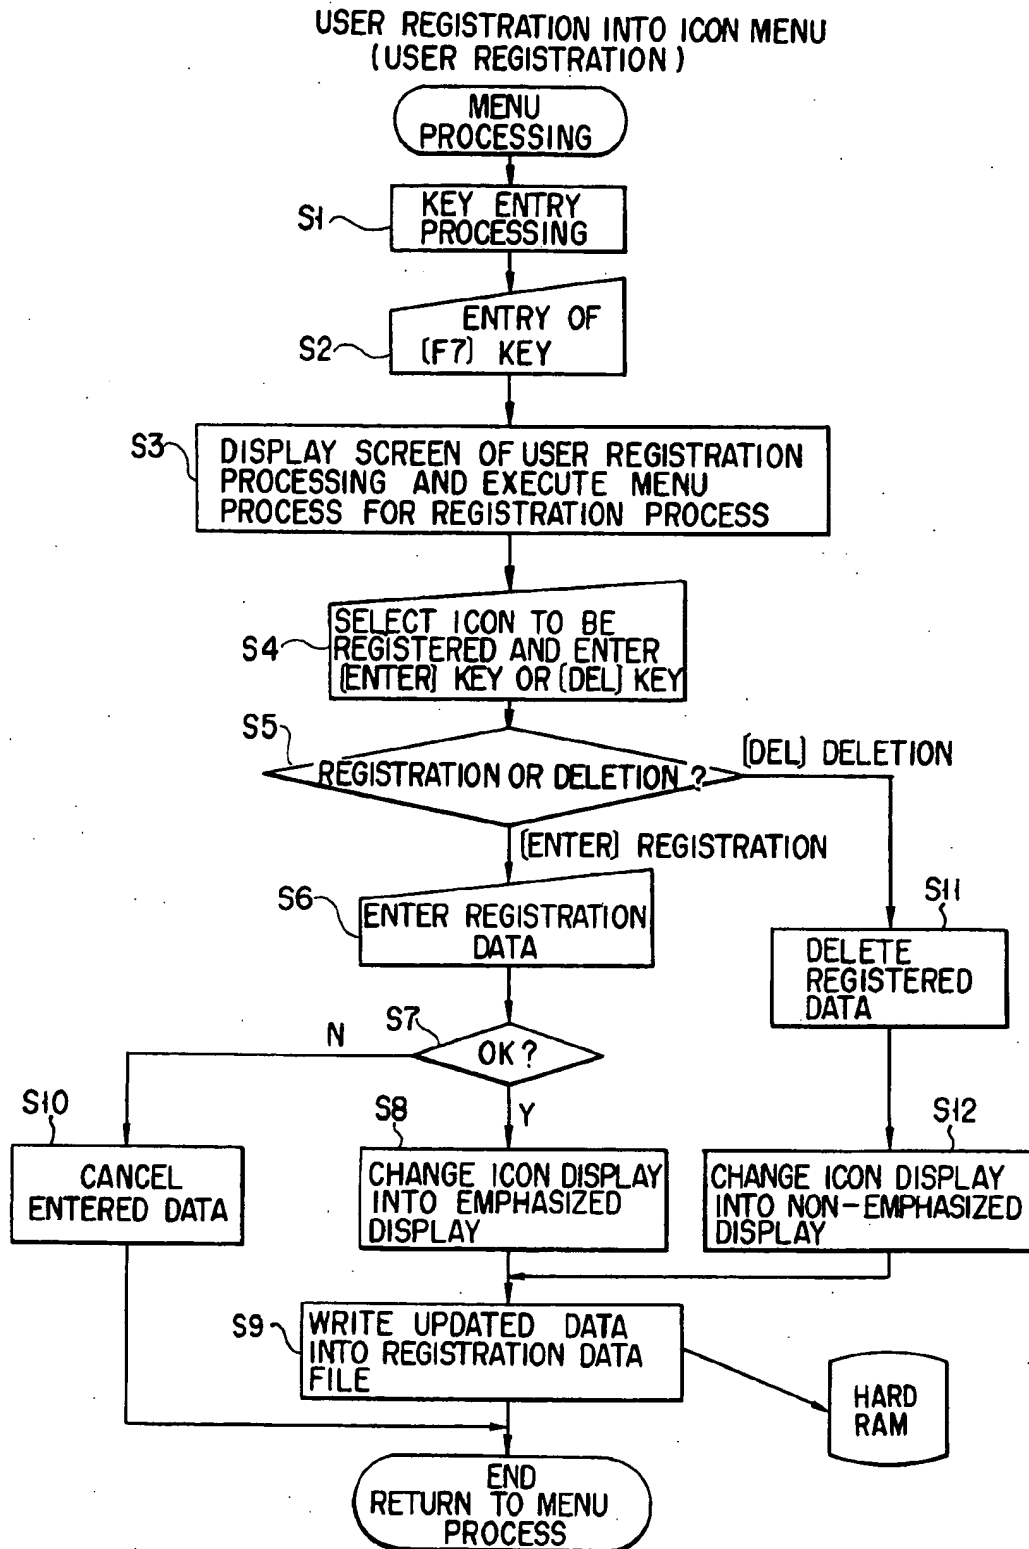 USER REGISTRATION INTO ICON MENU
(USER REGISTRATION)
MENU
PROCESSING
S1
KEY ENTRY
PROCESSING
S2
ENTRY OF
[F7] KEY
S3
DISPLAY SCREEN OF USER REGISTRATION
PROCESSING AND EXECUTE MENU
PROCESS FOR REGISTRATION PROCESS
S4
SELECT ICON TO BE
REGISTERED AND ENTER
[ENTER] KEY OR [DEL] KEY
S5
REGISTRATION OR DELETION ?
[DEL] DELETION
[ENTER] REGISTRATION
S6
ENTER REGISTRATION
DATA
S11
DELETE
REGISTERED
DATA
S7
OK ?
N
Y
S10
CANCEL
ENTERED DATA
S8
CHANGE ICON DISPLAY
INTO EMPHASIZED
DISPLAY
S12
CHANGE ICON DISPLAY
INTO NON-EMPHASIZED
DISPLAY
S9
WRITE UPDATED DATA
INTO REGISTRATION DATA
FILE
HARD
RAM
END
RETURN TO MENU
PROCESS